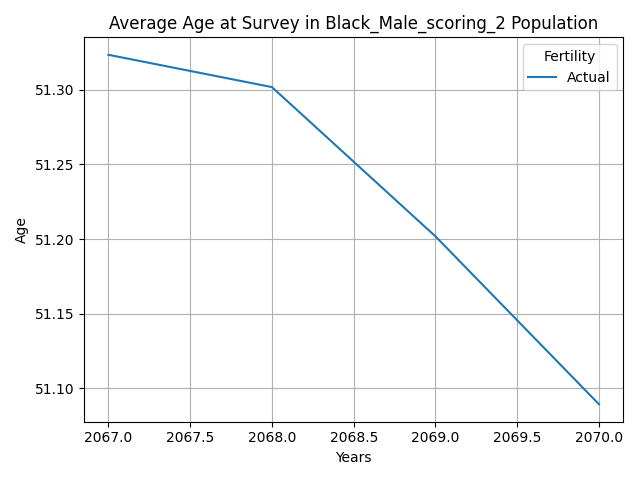 Average Age at Survey in Black_Male_scoring_2 Population
Fertility
Actual
51.30
51.25
51.20
51.15
51.10
Age
2067.0 2067.5 2068.0 2068.5 2069.0 2069.5 2070.0
Years